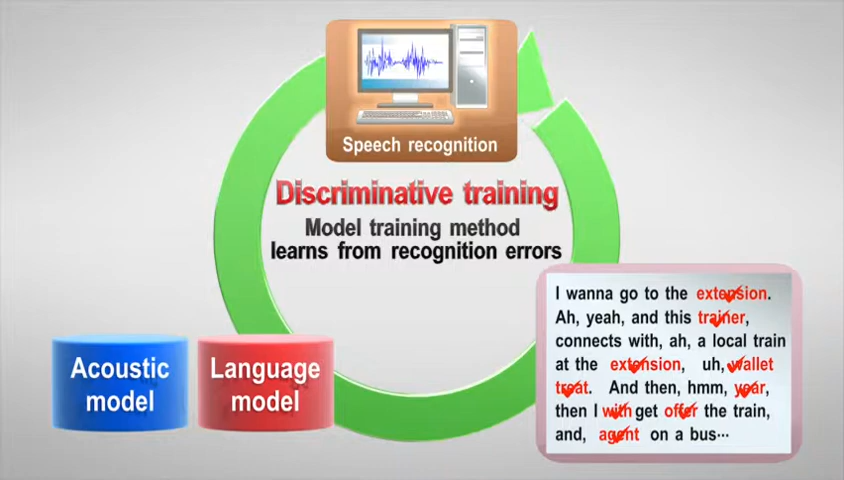 Speech recognition
Discriminative training
Model training method
learns from recognition errors
Acoustic
model
Language
model
I wanna go to the extension.
Ah, yeah, and this trainer,
connects with, ah, a local train
at the extension, uh, wallet
treat. And then, hmm, year,
then I with get offer the train,
and, agent on a bus···